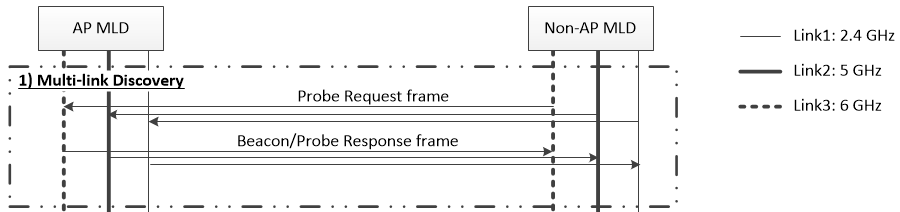 AP MLD
Non-AP MLD
Link1: 2.4 GHz
Link2: 5 GHz
Link3: 6 GHz
1) Multi-link Discovery
Probe Request frame
Beacon/Probe Response frame